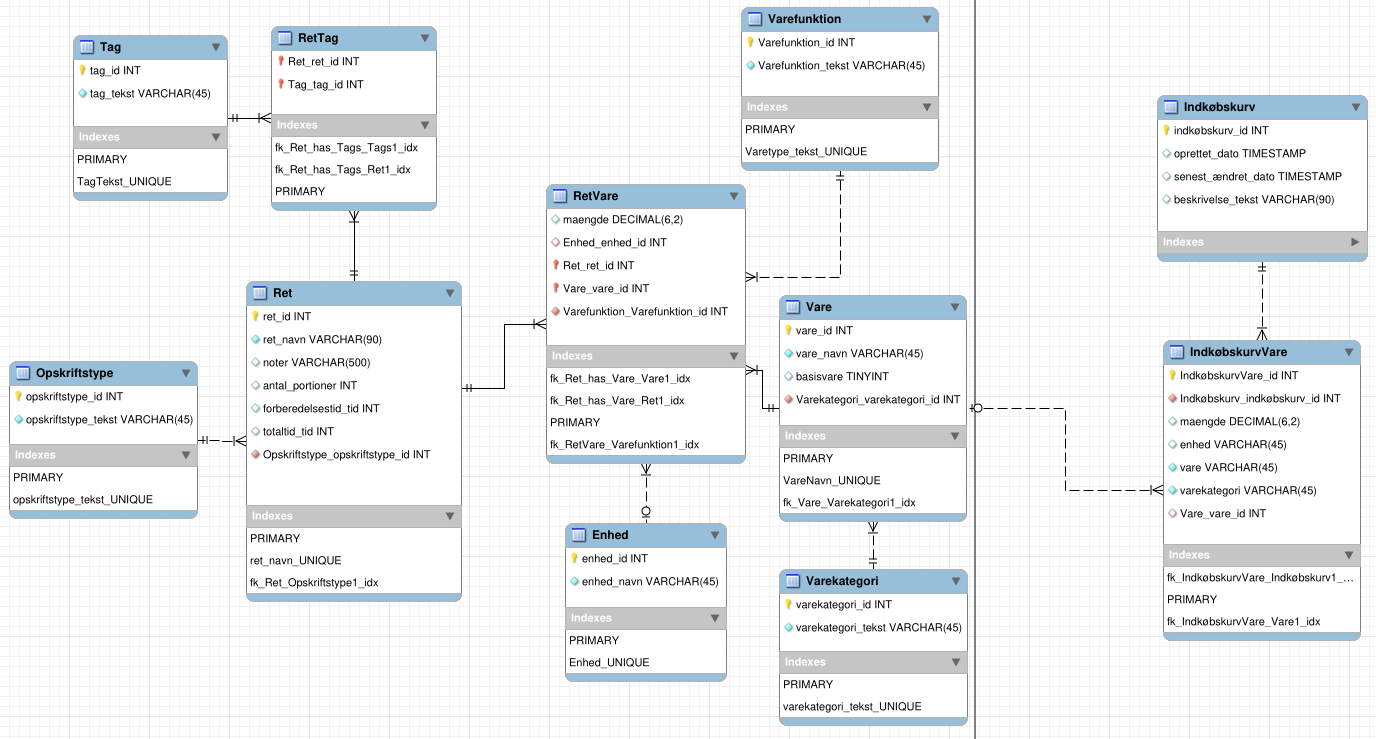 Tag
tag_id INT
tag_tekst VARCHAR(45)
Indexes
PRIMARY
TagTekst_UNIQUE
RetTag
Ret_ret_id INT
Tag_tag_id INT
Indexes
fk_Ret_has_Tags_Tags1_idx
fk_Ret_has_Tags_Ret1_idx
PRIMARY
Varefunktion
Varefunktion_id INT
Varefunktion_tekst VARCHAR(45)
Indexes
PRIMARY
Varetype_tekst_UNIQUE
Indkøbskurv
indkøbskurv_id INT
oprettet_dato TIMESTAMP
senest_ændret_dato TIMESTAMP
beskrivelse_tekst VARCHAR(90)
Indexes
RetVare
maengde DECIMAL(6,2)
Enhed_enhed_id INT
Ret_ret_id INT
Vare_vare_id INT
Varefunktion_Varefunktion_id INT
Indexes
fk_Ret_has_Vare_Vare1_idx
fk_Ret_has_Vare_Ret1_idx
PRIMARY
fk_RetVare_Varefunktion1_idx
Ret
ret_id INT
ret_navn VARCHAR(90)
noter VARCHAR(500)
antal_portioner INT
forberedelsestid_tid INT
totaltid_tid INT
Opskriftstype_opskriftstype_id INT
Indexes
PRIMARY
ret_navn_UNIQUE
fk_Ret_Opskriftstype1_idx
Vare
vare_id INT
vare_navn VARCHAR(45)
basisvare TINYINT
Varekategori_varekategori_id INT
Indexes
PRIMARY
VareNavn_UNIQUE
fk_Vare_Varekategori1_idx
IndkøbskurvVare
IndkøbskurvVare_id INT
Indkøbskurv_indkøbskurv_id INT
maengde DECIMAL(6,2)
enhed VARCHAR(45)
vare VARCHAR(45)
varekategori VARCHAR(45)
Vare_vare_id INT
Indexes
fk_IndkøbskurvVare_Indkøbskurv1_...
PRIMARY
fk_IndkøbskurvVare_Vare1_idx
Opskriftstype
opskriftstype_id INT
opskriftstype_tekst VARCHAR(45)
Indexes
PRIMARY
opskriftstype_tekst_UNIQUE
Enhed
enhed_id INT
enhed_navn VARCHAR(45)
Indexes
PRIMARY
Enhed_UNIQUE
Varekategori
varekategori_id INT
varekategori_tekst VARCHAR(45)
Indexes
PRIMARY
varekategori_tekst_UNIQUE